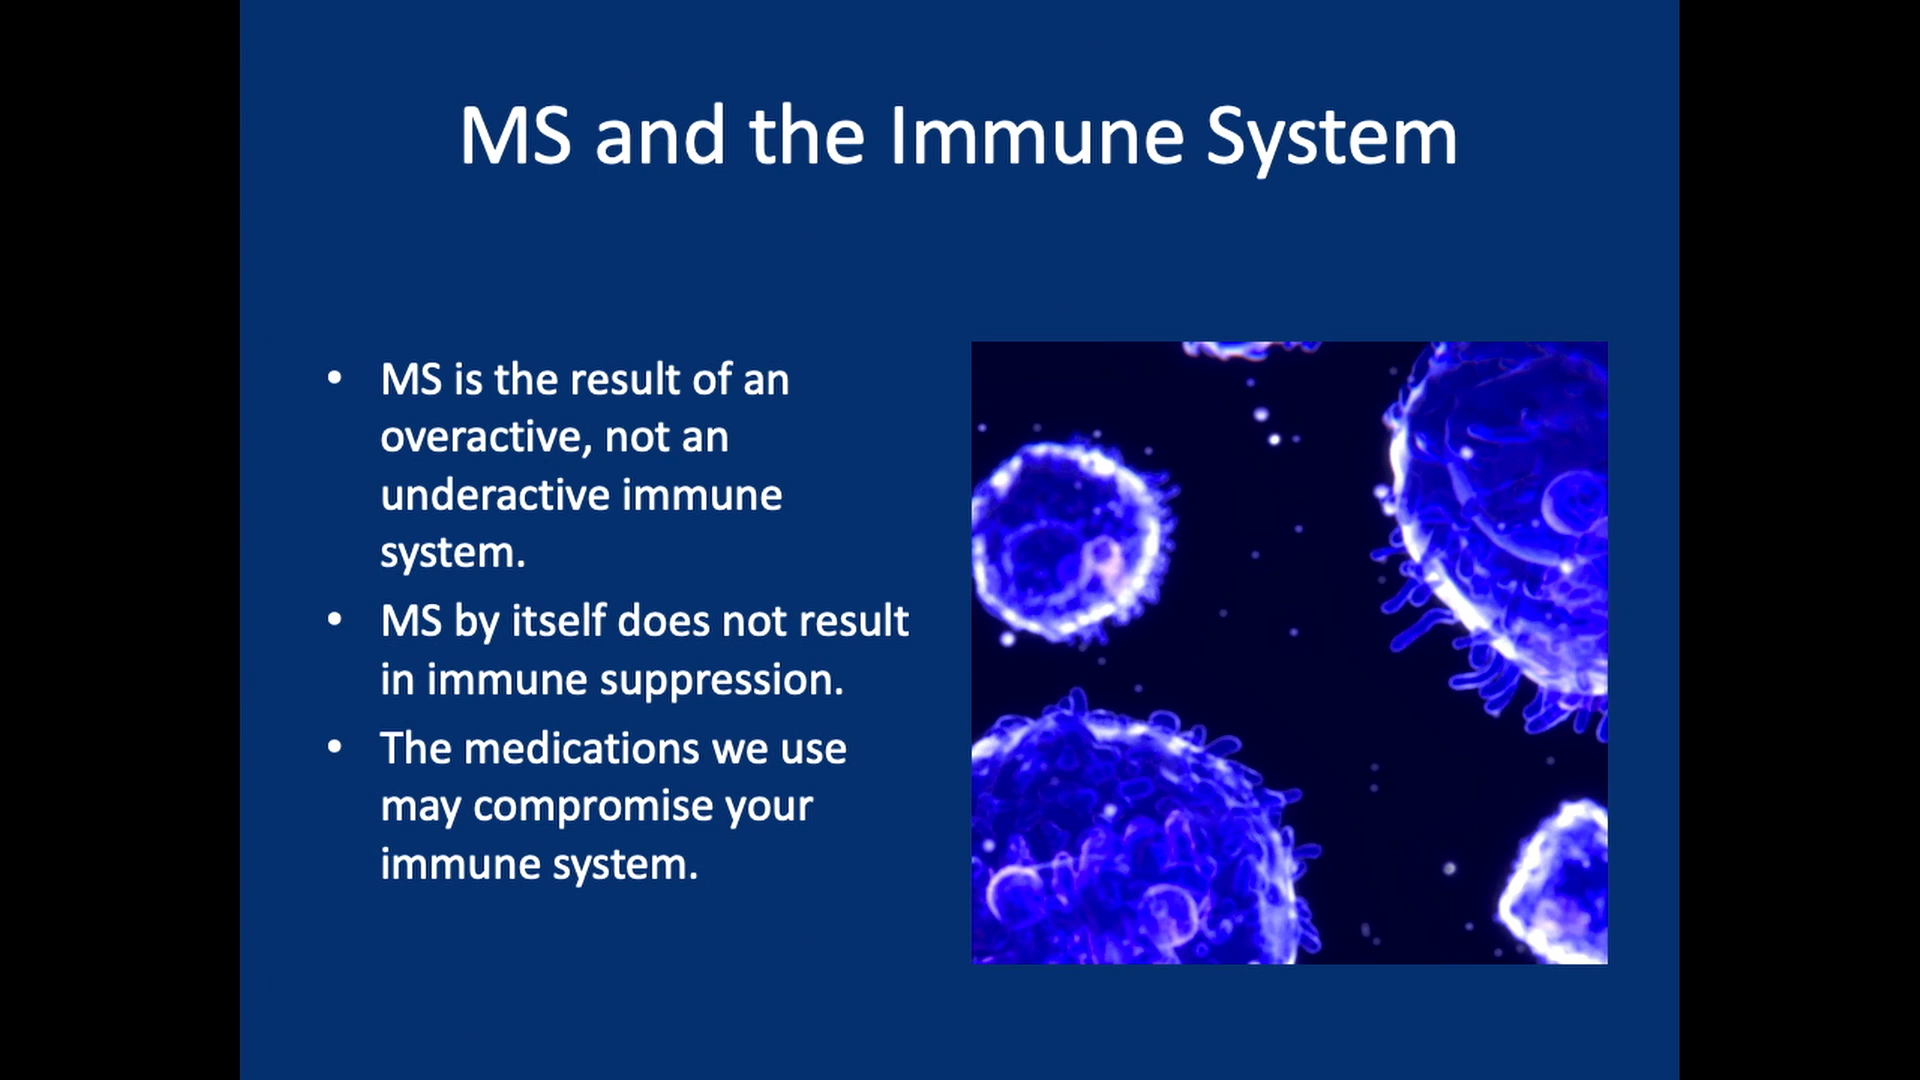 MS and the Immune System
• MS is the result of an
overactive, not an
underactive immune
system.
• MS by itself does not result
in immune suppression.
• The medications we use
may compromise your
immune system.